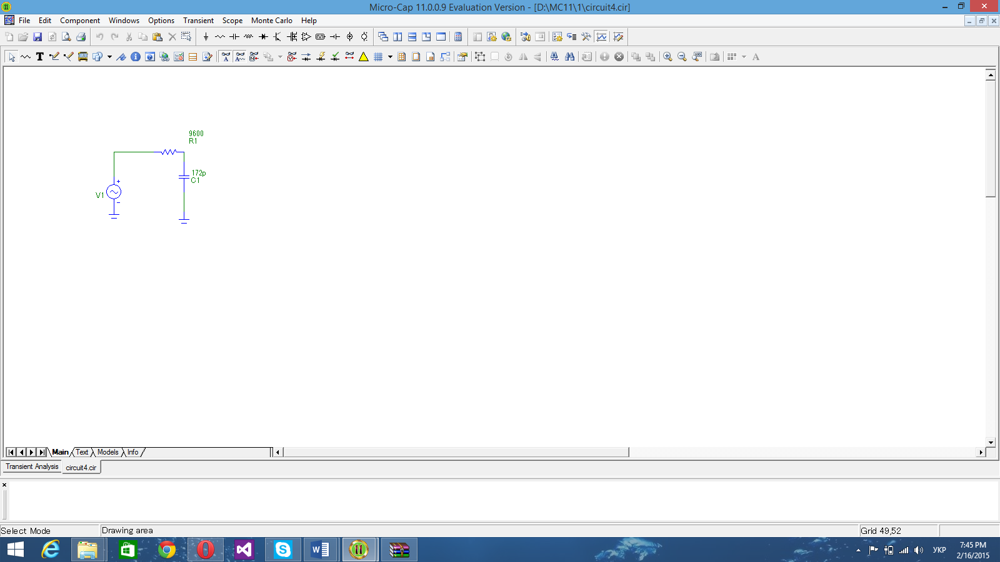 Micro-Cap 11.0.0.9 Evaluation Version - [D:\MC11\1\circuit4.cir]
File Edit Component Windows Options Transient Scope Monte Carlo Help
9600
R1
172p
C1
V1
Main Text Models Info
Transient Analysis circuit4.cir
Select Mode Drawing area Grid 49,52
УКР
7:45 PM
2/16/2015